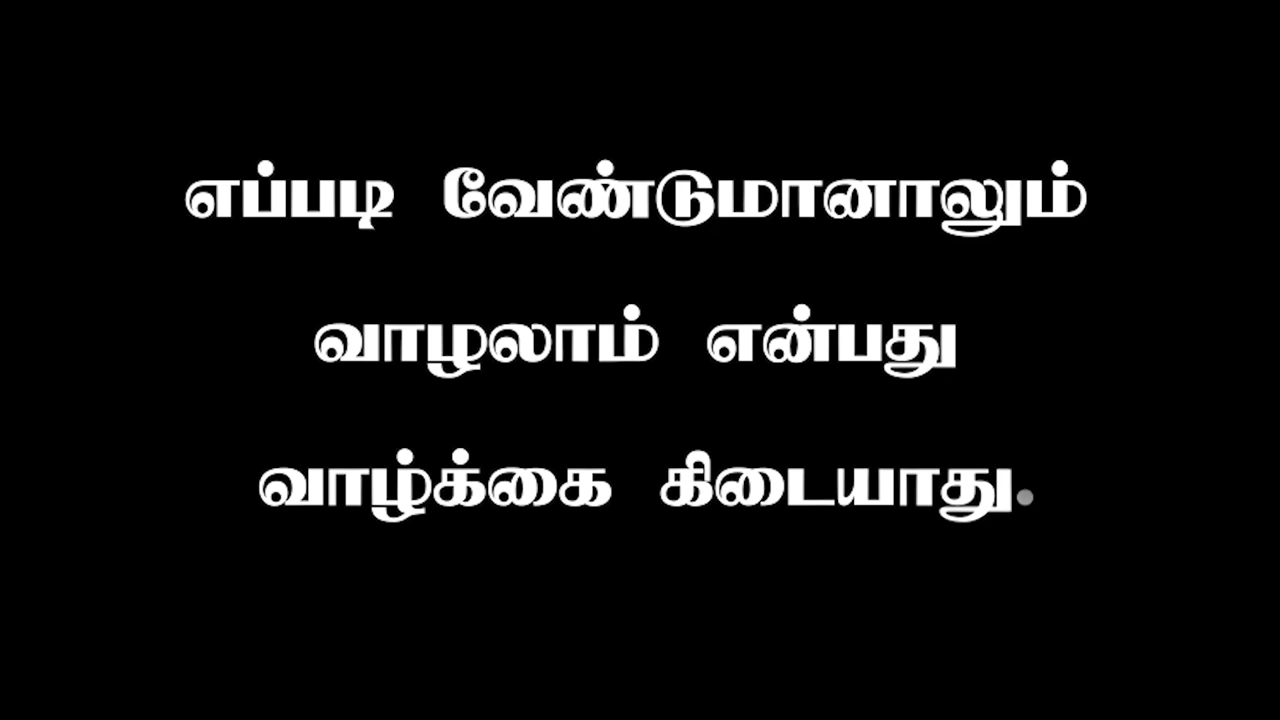 எப்படி வேண்டுமானாலும்
வாழலாம் என்பது
வாழ்க்கை கிடையாது.